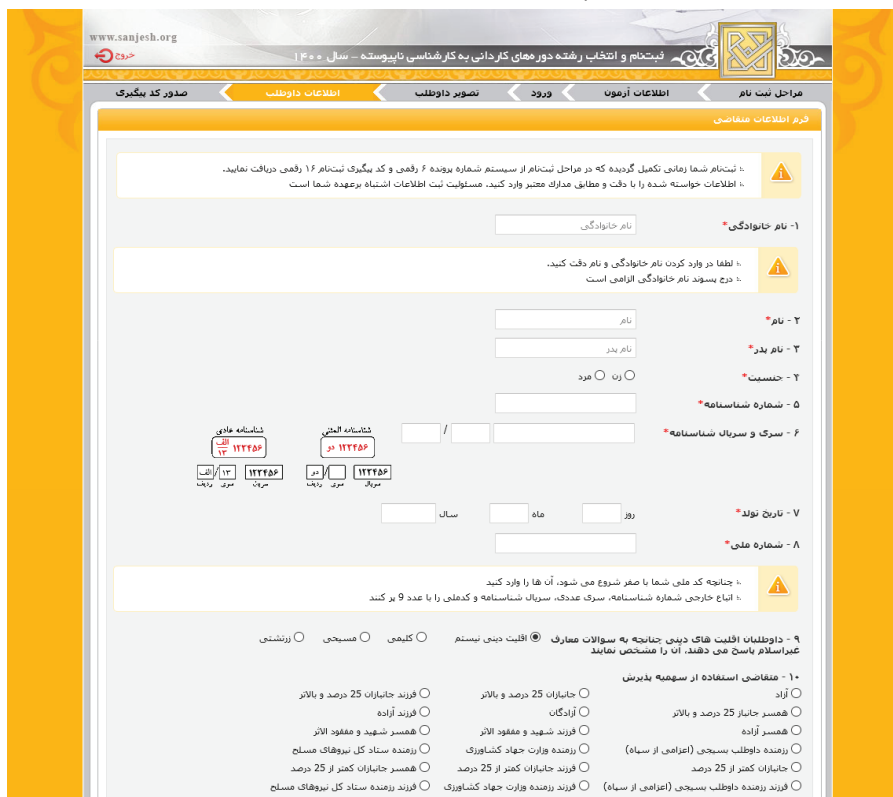 www.sanjesh.org
خروج
ثبتنام و انتخاب رشته دوره‌های کاردانی به کارشناسی ناپیوسته - سال ۱۴۰۰
مراحل ثبت نام
اطلاعات آزمون
ورود
تصویر داوطلب
اطلاعات داوطلب
صدور کد پیگیری
فرم اطلاعات متقاضی
ثبت‌نام شما زمانی تکمیل گردیده که در مراحل ثبت‌نام از سیستم شماره پرونده ۶ رقمی و کد پیگیری ثبت‌نام ۱۶ رقمی دریافت نمایید.
اطلاعات خواسته شده را با دقت و مطابق مدارک معتبر وارد کنید. مسئولیت ثبت اطلاعات اشتباه برعهده شما است
۱- نام خانوادگی*
نام خانوادگی
لطفا در وارد کردن نام خانوادگی و نام دقت کنید.
درج پسوند نام خانوادگی الزامی است
۲ - نام*
نام
۳ - نام پدر*
نام پدر
۴ - جنسیت*
زن
مرد
۵ - شماره شناسنامه*
۶ - سری و سریال شناسنامه*
/
شناسنامه المثنی
شناسنامه عادی
۱۲۳۴۵۶ دو
۱۲۳۴۵۶ الف ۱۳
۱۲۳۴۵۶ / دو
۱۲۳۴۵۶ ۱۳ / الف
سریال سری ردیف
سریال سری ردیف
۷ - تاریخ تولد*
روز
ماه
سال
۸ - شماره ملی*
چنانچه کد ملی شما با صفر شروع می شود، آن ها را وارد کنید
اتباع خارجی شماره شناسنامه، سری عددی، سریال شناسنامه و کدملی را با عدد 9 پر کنند
۹ - داوطلبان اقلیت های دینی چنانچه به سوالات معارف
غیراسلام پاسخ می دهند، آن را مشخص نمایند
اقلیت دینی نیستم
کلیمی
مسیحی
زرتشتی
۱۰ - متقاضی استفاده از سهمیه پذیرش
آزاد
جانبازان 25 درصد و بالاتر
فرزند جانبازان 25 درصد و بالاتر
همسر جانباز 25 درصد و بالاتر
آزادگان
فرزند آزاده
همسر آزاده
فرزند شهید و مفقود الاثر
همسر شهید و مفقود الاثر
رزمنده داوطلب بسیجی (اعزامی از سپاه)
رزمنده وزارت جهاد کشاورزی
رزمنده ستاد کل نیروهای مسلح
جانبازان کمتر از 25 درصد
فرزند جانبازان کمتر از 25 درصد
همسر جانبازان کمتر از 25 درصد
فرزند رزمنده داوطلب بسیجی (اعزامی از سپاه)
فرزند رزمنده وزارت جهاد کشاورزی
فرزند رزمنده ستاد کل نیروهای مسلح